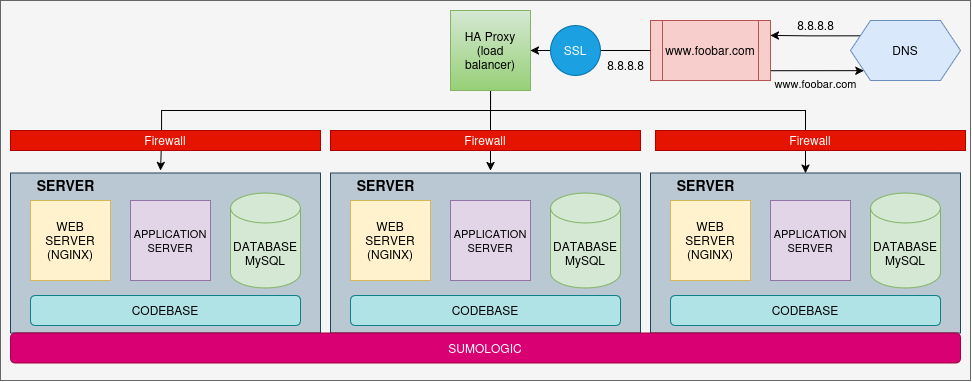 HA Proxy
(load
balancer)
SSL
8.8.8.8
www.foobar.com
8.8.8.8
www.foobar.com
DNS
Firewall
Firewall
Firewall
SERVER
WEB
SERVER
(NGINX)
APPLICATION
SERVER
DATABASE
MySQL
CODEBASE
SERVER
WEB
SERVER
(NGINX)
APPLICATION
SERVER
DATABASE
MySQL
CODEBASE
SERVER
WEB
SERVER
(NGINX)
APPLICATION
SERVER
DATABASE
MySQL
CODEBASE
SUMOLOGIC